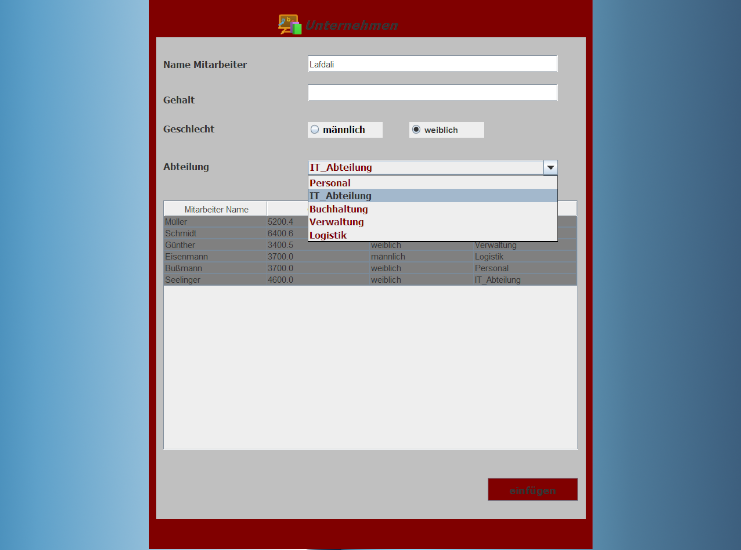 Unternehmen
Name Mitarbeiter Lafdali
Gehalt
Geschlecht männlich weiblich
Abteilung IT_Abteilung
Personal
IT_Abteilung
Buchhaltung
Verwaltung
Logistik
Mitarbeiter Name
Müller 5200.4
Schmidt 6400.6
Günther 3400.5 weiblich Verwaltung
Eisenmann 3700.0 männlich Logistik
Bußmann 3700.0 weiblich Personal
Seelinger 4600.0 weiblich IT_Abteilung
einfügen